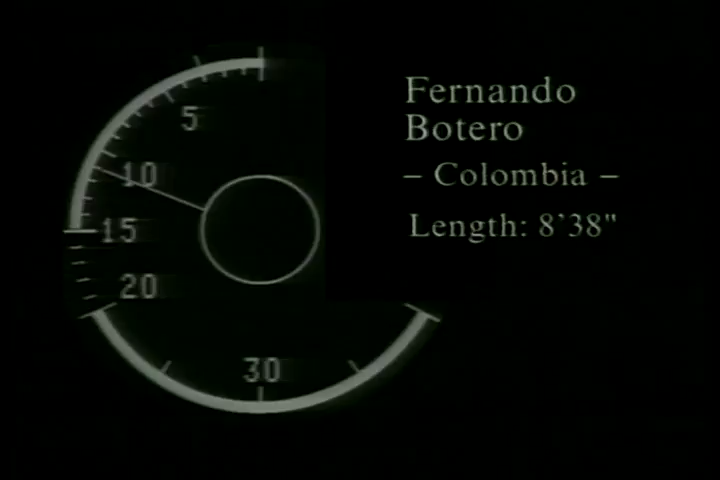 Fernando
Botero
– Colombia –
Length: 8'38"
5
10
15
20
30